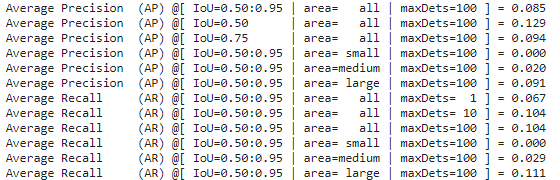 Average Precision  (AP) @[ IoU=0.50:0.95 | area=   all | maxDets=100 ] = 0.085
Average Precision  (AP) @[ IoU=0.50      | area=   all | maxDets=100 ] = 0.129
Average Precision  (AP) @[ IoU=0.75      | area=   all | maxDets=100 ] = 0.094
Average Precision  (AP) @[ IoU=0.50:0.95 | area= small | maxDets=100 ] = 0.000
Average Precision  (AP) @[ IoU=0.50:0.95 | area=medium | maxDets=100 ] = 0.020
Average Precision  (AP) @[ IoU=0.50:0.95 | area= large | maxDets=100 ] = 0.091
Average Recall     (AR) @[ IoU=0.50:0.95 | area=   all | maxDets=  1 ] = 0.067
Average Recall     (AR) @[ IoU=0.50:0.95 | area=   all | maxDets= 10 ] = 0.104
Average Recall     (AR) @[ IoU=0.50:0.95 | area=   all | maxDets=100 ] = 0.104
Average Recall     (AR) @[ IoU=0.50:0.95 | area= small | maxDets=100 ] = 0.000
Average Recall     (AR) @[ IoU=0.50:0.95 | area=medium | maxDets=100 ] = 0.029
Average Recall     (AR) @[ IoU=0.50:0.95 | area= large | maxDets=100 ] = 0.111